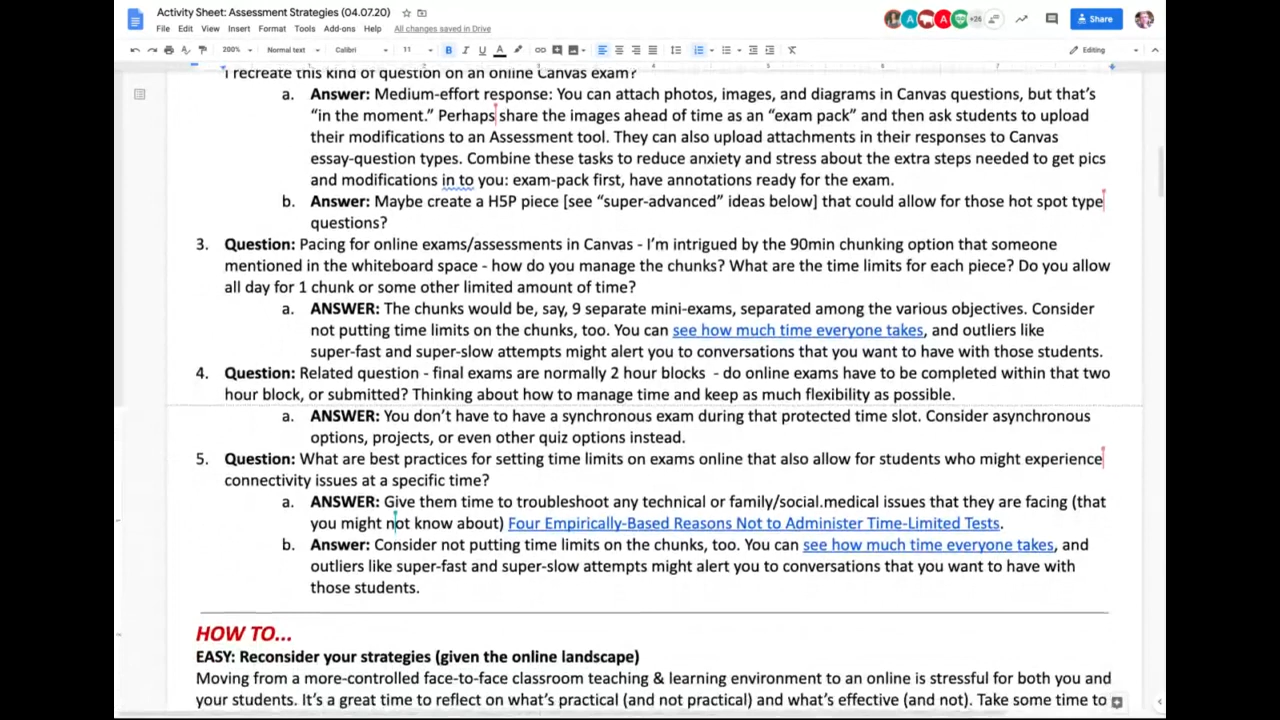 Activity Sheet: Assessment Strategies (04.07.20)
File Edit View Insert Format Tools Add-ons Help All changes saved in Drive
A A +26 Share
200% Normal text Calibri 11 B I U A Editing
2 3 4 5 6 7
I recreate this kind of question on an online Canvas exam?
a. Answer: Medium-effort response: You can attach photos, images, and diagrams in Canvas questions, but that's
"in the moment." Perhaps share the images ahead of time as an "exam pack" and then ask students to upload
their modifications to an Assessment tool. They can also upload attachments in their responses to Canvas
essay-question types. Combine these tasks to reduce anxiety and stress about the extra steps needed to get pics
and modifications in to you: exam-pack first, have annotations ready for the exam.
b. Answer: Maybe create a H5P piece [see "super-advanced" ideas below] that could allow for those hot spot type
questions?
3. Question: Pacing for online exams/assessments in Canvas - I'm intrigued by the 90min chunking option that someone
mentioned in the whiteboard space - how do you manage the chunks? What are the time limits for each piece? Do you allow
all day for 1 chunk or some other limited amount of time?
a. ANSWER: The chunks would be, say, 9 separate mini-exams, separated among the various objectives. Consider
not putting time limits on the chunks, too. You can see how much time everyone takes, and outliers like
super-fast and super-slow attempts might alert you to conversations that you want to have with those students.
4. Question: Related question - final exams are normally 2 hour blocks - do online exams have to be completed within that two
hour block, or submitted? Thinking about how to manage time and keep as much flexibility as possible.
a. ANSWER: You don't have to have a synchronous exam during that protected time slot. Consider asynchronous
options, projects, or even other quiz options instead.
5. Question: What are best practices for setting time limits on exams online that also allow for students who might experience
connectivity issues at a specific time?
a. ANSWER: Give them time to troubleshoot any technical or family/social.medical issues that they are facing (that
you might not know about) Four Empirically-Based Reasons Not to Administer Time-Limited Tests.
b. Answer: Consider not putting time limits on the chunks, too. You can see how much time everyone takes, and
outliers like super-fast and super-slow attempts might alert you to conversations that you want to have with
those students.
HOW TO...
EASY: Reconsider your strategies (given the online landscape)
Moving from a more-controlled face-to-face classroom teaching & learning environment to an online is stressful for both you and
your students. It's a great time to reflect on what's practical (and not practical) and what's effective (and not). Take some time to